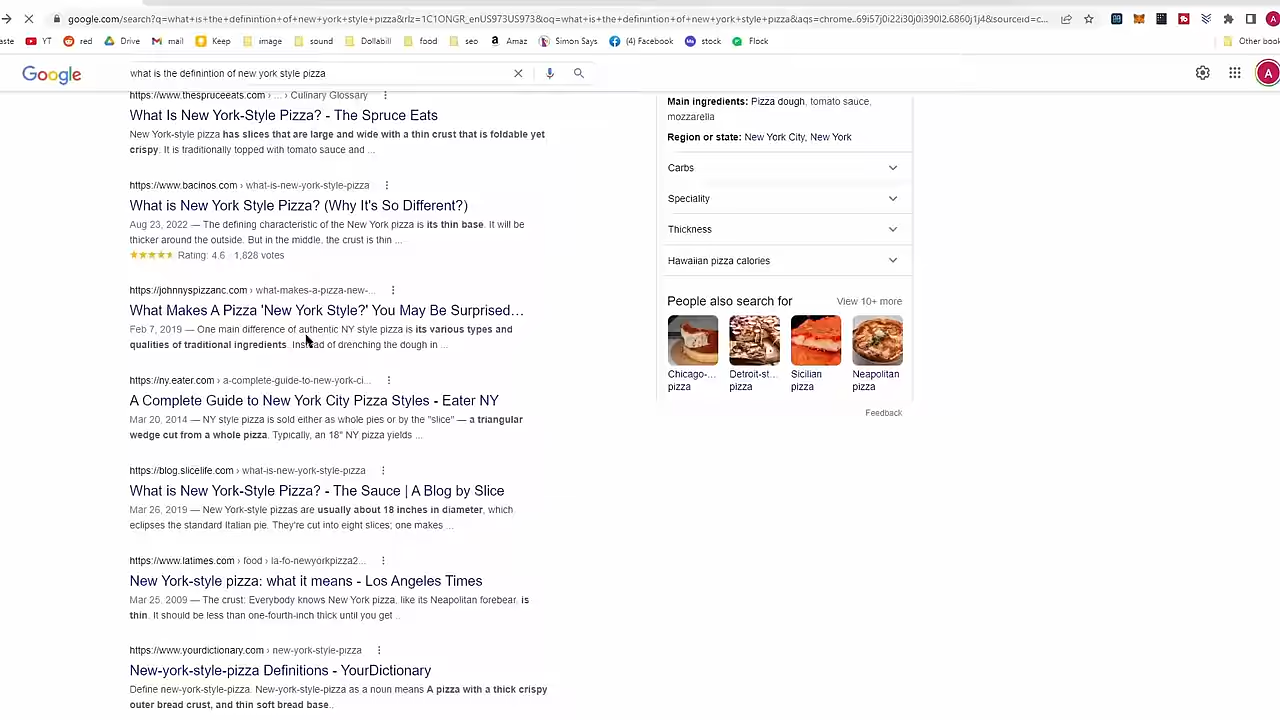 google.com/search?q=what+is+the+definintion+of+new+york+style+pizza&rlz=1C1ONGR_enUS973US973&oq=what+is+the+definintion+of+new+york+style+pizza&aqs=chrome..69i57j0i22i30j0i390l2.6860j1j4&sourceid=c...
aste YT red Drive mail Keep image sound Dollabill food seo Amaz Simon Says (4) Facebook stock Flock Other book
Google what is the definintion of new york style pizza A
https://www.thespruceeats.com › ... › Culinary Glossary
What Is New York-Style Pizza? - The Spruce Eats
New York-style pizza has slices that are large and wide with a thin crust that is foldable yet
crispy. It is traditionally topped with tomato sauce and ...
https://www.bacinos.com › what-is-new-york-style-pizza
What is New York Style Pizza? (Why It's So Different?)
Aug 23, 2022 — The defining characteristic of the New York pizza is its thin base. It will be
thicker around the outside. But in the middle, the crust is thin ...
Rating: 4.6 1,828 votes
https://johnnyspizzanc.com › what-makes-a-pizza-new-...
What Makes A Pizza 'New York Style?' You May Be Surprised...
Feb 7, 2019 — One main difference of authentic NY style pizza is its various types and
qualities of traditional ingredients. Instead of drenching the dough in ...
https://ny.eater.com › a-complete-guide-to-new-york-ci...
A Complete Guide to New York City Pizza Styles - Eater NY
Mar 20, 2014 — NY style pizza is sold either as whole pies or by the "slice" — a triangular
wedge cut from a whole pizza. Typically, an 18" NY pizza yields ...
https://blog.slicelife.com › what-is-new-york-style-pizza
What is New York-Style Pizza? - The Sauce | A Blog by Slice
Mar 26, 2019 — New York-style pizzas are usually about 18 inches in diameter, which
eclipses the standard Italian pie. They're cut into eight slices; one makes ...
https://www.latimes.com › food › la-fo-newyorkpizza2...
New York-style pizza: what it means - Los Angeles Times
Mar 25, 2009 — The crust: Everybody knows New York pizza, like its Neapolitan forebear, is
thin. It should be less than one-fourth-inch thick until you get ...
https://www.yourdictionary.com › new-york-style-pizza
New-york-style-pizza Definitions - YourDictionary
Define new-york-style-pizza. New-york-style-pizza as a noun means A pizza with a thick crispy
outer bread crust, and thin soft bread base..
Main ingredients: Pizza dough, tomato sauce,
mozzarella
Region or state: New York City, New York
Carbs
Speciality
Thickness
Hawaiian pizza calories
People also search for View 10+ more
Chicago-... Detroit-st... Sicilian Neapolitan
pizza pizza pizza pizza
Feedback